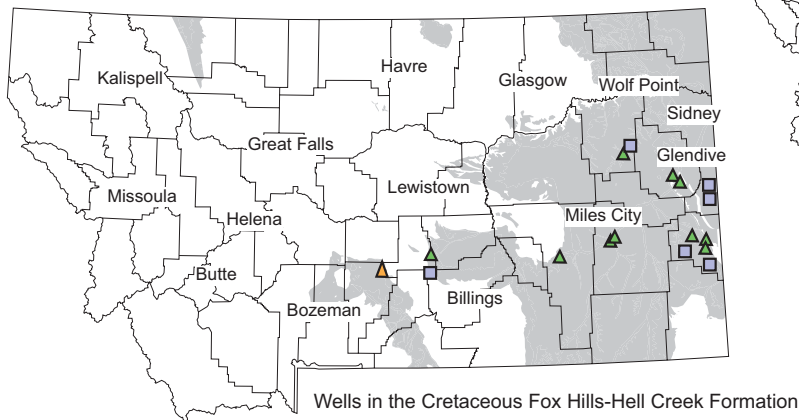 Havre
Kalispell
Glasgow
Wolf Point
Sidney
Great Falls
Glendive
Lewistown
Missoula
Miles City
Helena
Butte
Billings
Bozeman
Wells in the Cretaceous Fox Hills-Hell Creek Formation